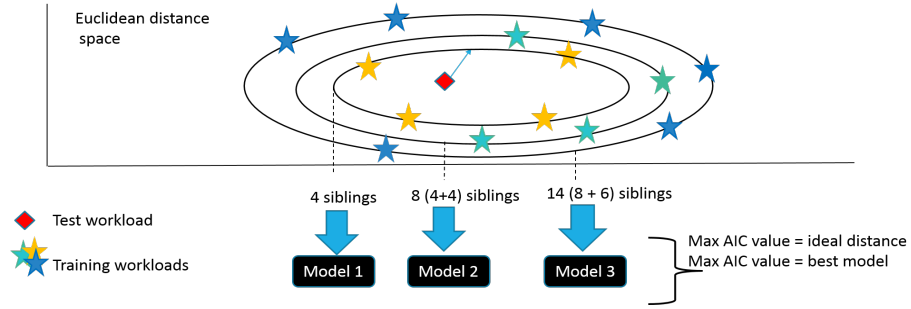 Euclidean distance
space
4 siblings
8 (4+4) siblings
14 (8 + 6) siblings
Test workload
Training workloads
Model 1
Model 2
Model 3
Max AIC value = ideal distance
Max AIC value = best model